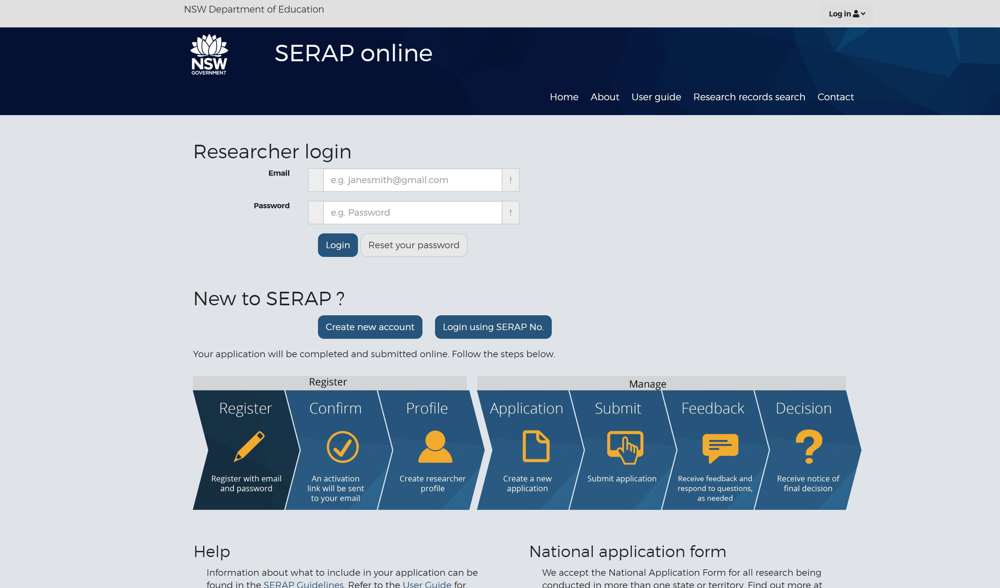 NSW Department of Education
Log in
NSW
GOVERNMENT
SERAP online
Home About User guide Research records search Contact
Researcher login
Email
e.g. janesmith@gmail.com
!
Password
e.g. Password
!
Login Reset your password
New to SERAP ?
Create new account Login using SERAP No.
Your application will be completed and submitted online. Follow the steps below.
Register
Manage
Register
Register with email
and password
Confirm
An activation
link will be sent
to your email
Profile
Create researcher
profile
Application
Create a new
application
Submit
Submit application
Feedback
Receive feedback and
respond to questions,
as needed
Decision
Receive notice of
final decision
Help
Information about what to include in your application can be
found in the SERAP Guidelines. Refer to the User Guide for
National application form
We accept the National Application Form for all research being
conducted in more than one state or territory. Find out more at